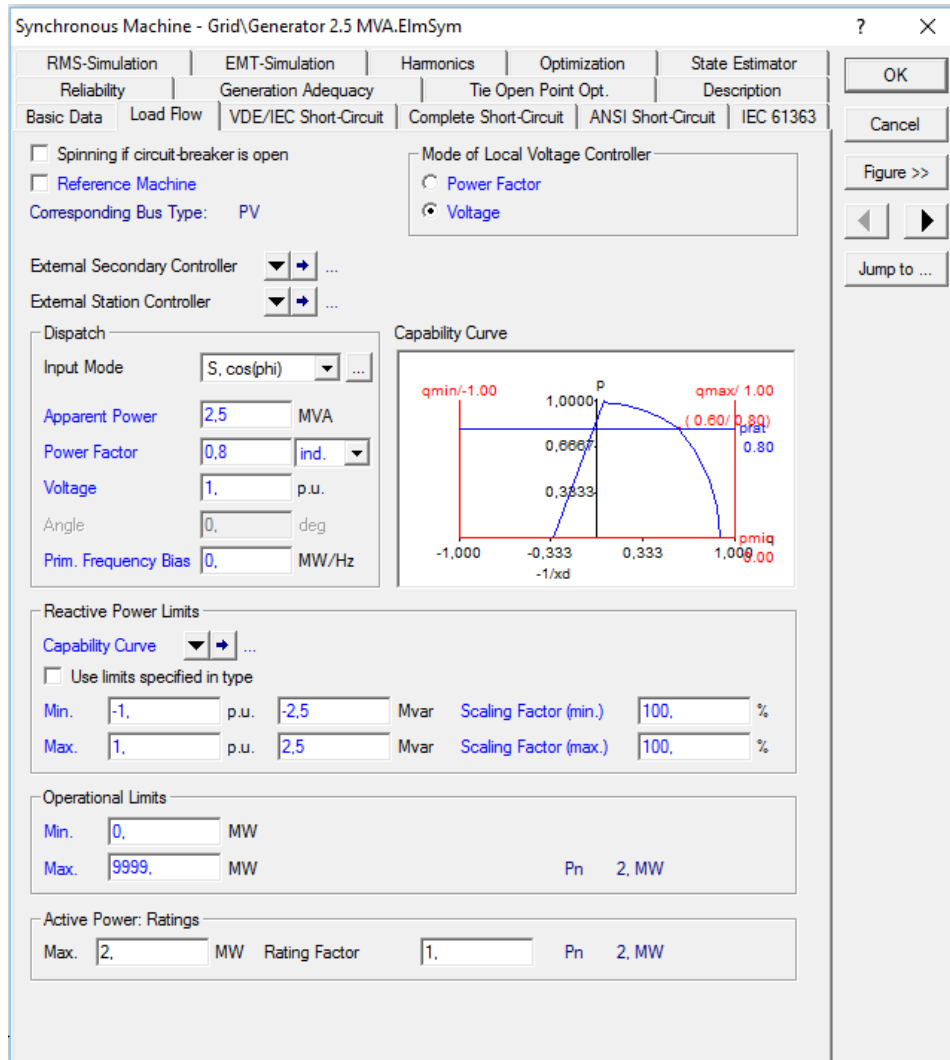 Synchronous Machine - Grid\Generator 2.5 MVA.ElmSym ? ×
RMS-Simulation EMT-Simulation Harmonics Optimization State Estimator
Reliability Generation Adequacy Tie Open Point Opt. Description
Basic Data Load Flow VDE/IEC Short-Circuit Complete Short-Circuit ANSI Short-Circuit IEC 61363
OK
Cancel
Figure >>
Jump to ...
Spinning if circuit-breaker is open
Reference Machine
Corresponding Bus Type: PV
Mode of Local Voltage Controller
Power Factor
Voltage
External Secondary Controller ...
External Station Controller ...
Dispatch
Input Mode S, cos(phi) ...
Apparent Power 2,5 MVA
Power Factor 0,8 ind.
Voltage 1, p.u.
Angle 0, deg
Prim. Frequency Bias 0, MW/Hz
Capability Curve
p
qmin/-1.00 qmax/ 1.00
1,0000
( 0.60/ 0.80)
prat
0,6667 0.80
0,3333
pmi q
-1,000 -0,333 0,333 1,000 0.00
-1/xd
Reactive Power Limits
Capability Curve ...
Use limits specified in type
Min. -1, p.u. -2,5 Mvar Scaling Factor (min.) 100, %
Max. 1, p.u. 2,5 Mvar Scaling Factor (max.) 100, %
Operational Limits
Min. 0, MW
Max. 9999, MW Pn 2, MW
Active Power: Ratings
Max. 2, MW Rating Factor 1, Pn 2, MW